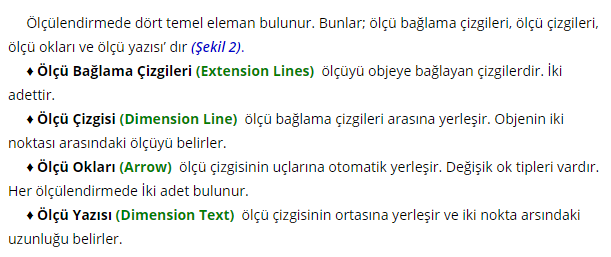 Ölçülendirmede dört temel eleman bulunur. Bunlar; ölçü bağlama çizgileri, ölçü çizgileri,
ölçü okları ve ölçü yazısı' dır (Şekil 2).
♦ Ölçü Bağlama Çizgileri (Extension Lines) ölçüyü objeye bağlayan çizgilerdir. İki
adettir.
♦ Ölçü Çizgisi (Dimension Line) ölçü bağlama çizgileri arasına yerleşir. Objenin iki
noktası arasındaki ölçüyü belirler.
♦ Ölçü Okları (Arrow) ölçü çizgisinin uçlarına otomatik yerleşir. Değişik ok tipleri vardır.
Her ölçülendirmede İki adet bulunur.
♦ Ölçü Yazısı (Dimension Text) ölçü çizgisinin ortasına yerleşir ve iki nokta arsındaki
uzunluğu belirler.